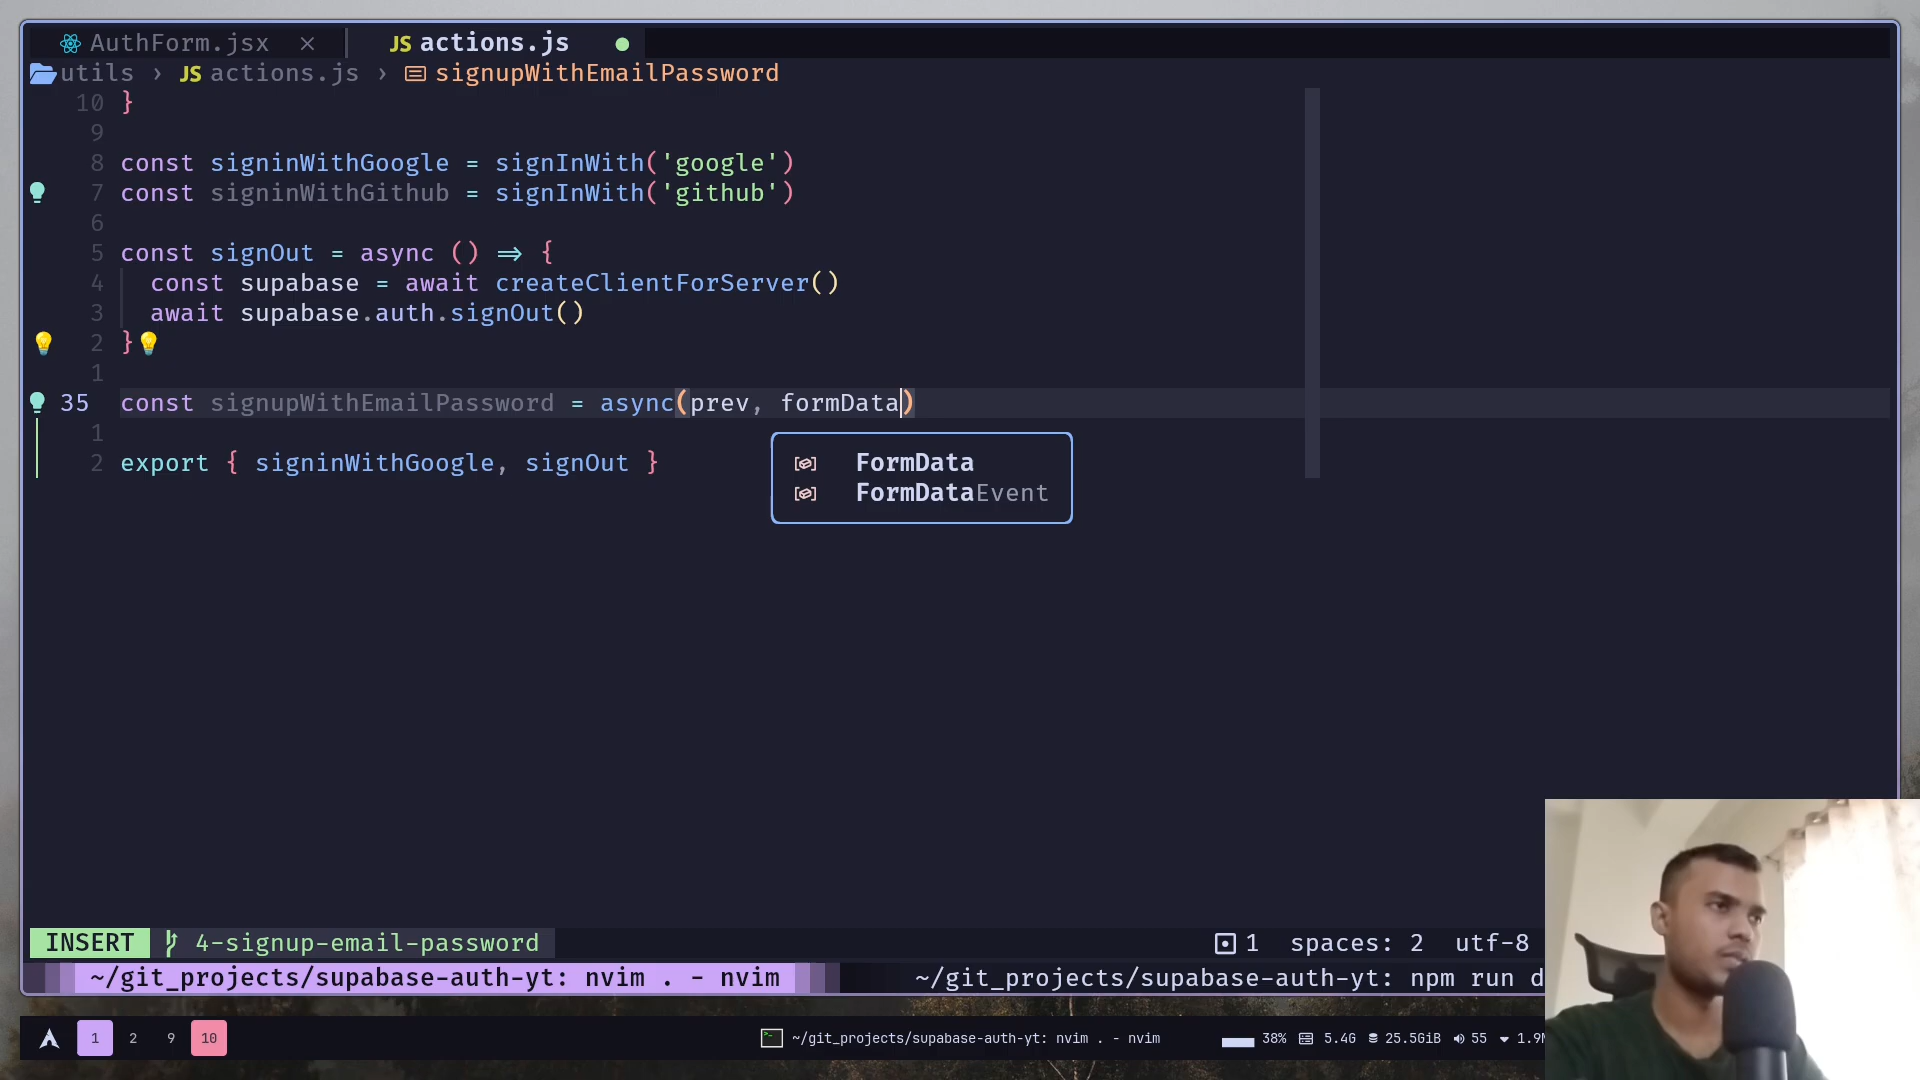 AuthForm.jsx ×
JS actions.js
utils › JS actions.js › signupWithEmailPassword
10 }
9
8 const signinWithGoogle = signInWith('google')
7 const signinWithGithub = signInWith('github')
6
5 const signOut = async () => {
4 const supabase = await createClientForServer()
3 await supabase.auth.signOut()
2 }
1
35 const signupWithEmailPassword = async(prev, formData)
1
2 export { signinWithGoogle, signOut }
FormData
FormDataEvent
INSERT 4-signup-email-password 1 spaces: 2 utf-8
~/git_projects/supabase-auth-yt: nvim . - nvim ~/git_projects/supabase-auth-yt: npm run d
1 2 9 10 ~/git_projects/supabase-auth-yt: nvim . - nvim 38% 5.4G 25.5GiB 55 1.9